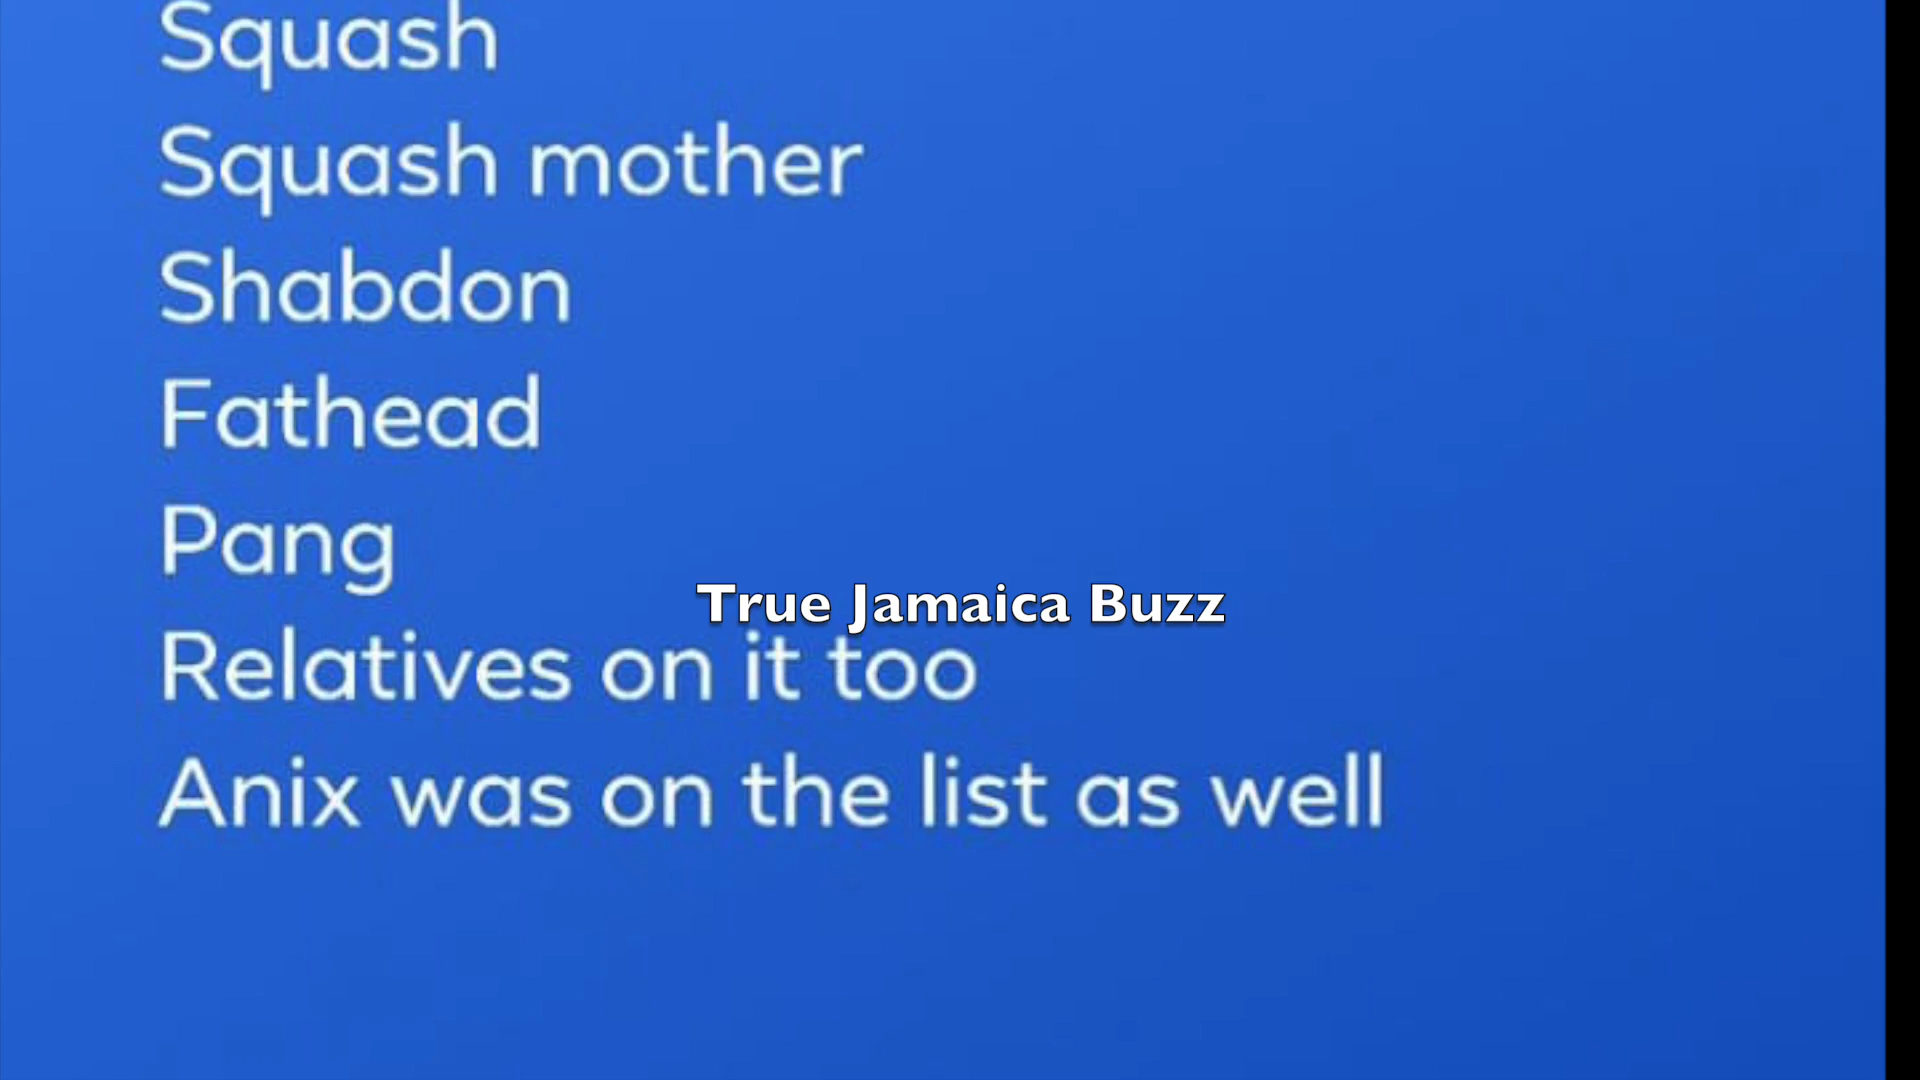 Squash
Squash mother
Shabdon
Fathead
Pang
True Jamaica Buzz
Relatives on it too
Anix was on the list as well